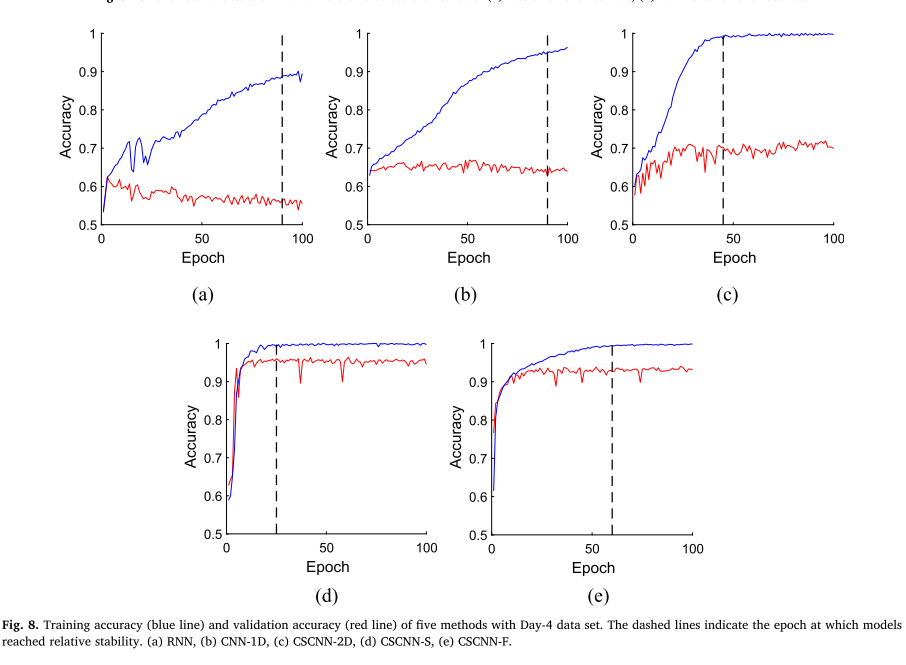 1
0.9
0.8
0.7
0.6
0.5
Accuracy
0
50
100
Epoch
(a)
1
0.9
0.8
0.7
0.6
0.5
Accuracy
0
50
100
Epoch
(b)
1
0.9
0.8
0.7
0.6
0.5
Accuracy
0
50
100
Epoch
(c)
1
0.9
0.8
0.7
0.6
0.5
Accuracy
0
50
100
Epoch
(d)
1
0.9
0.8
0.7
0.6
0.5
Accuracy
0
50
100
Epoch
(e)
Fig. 8. Training accuracy (blue line) and validation accuracy (red line) of five methods with Day-4 data set. The dashed lines indicate the epoch at which models
reached relative stability. (a) RNN, (b) CNN-1D, (c) CSCNN-2D, (d) CSCNN-S, (e) CSCNN-F.